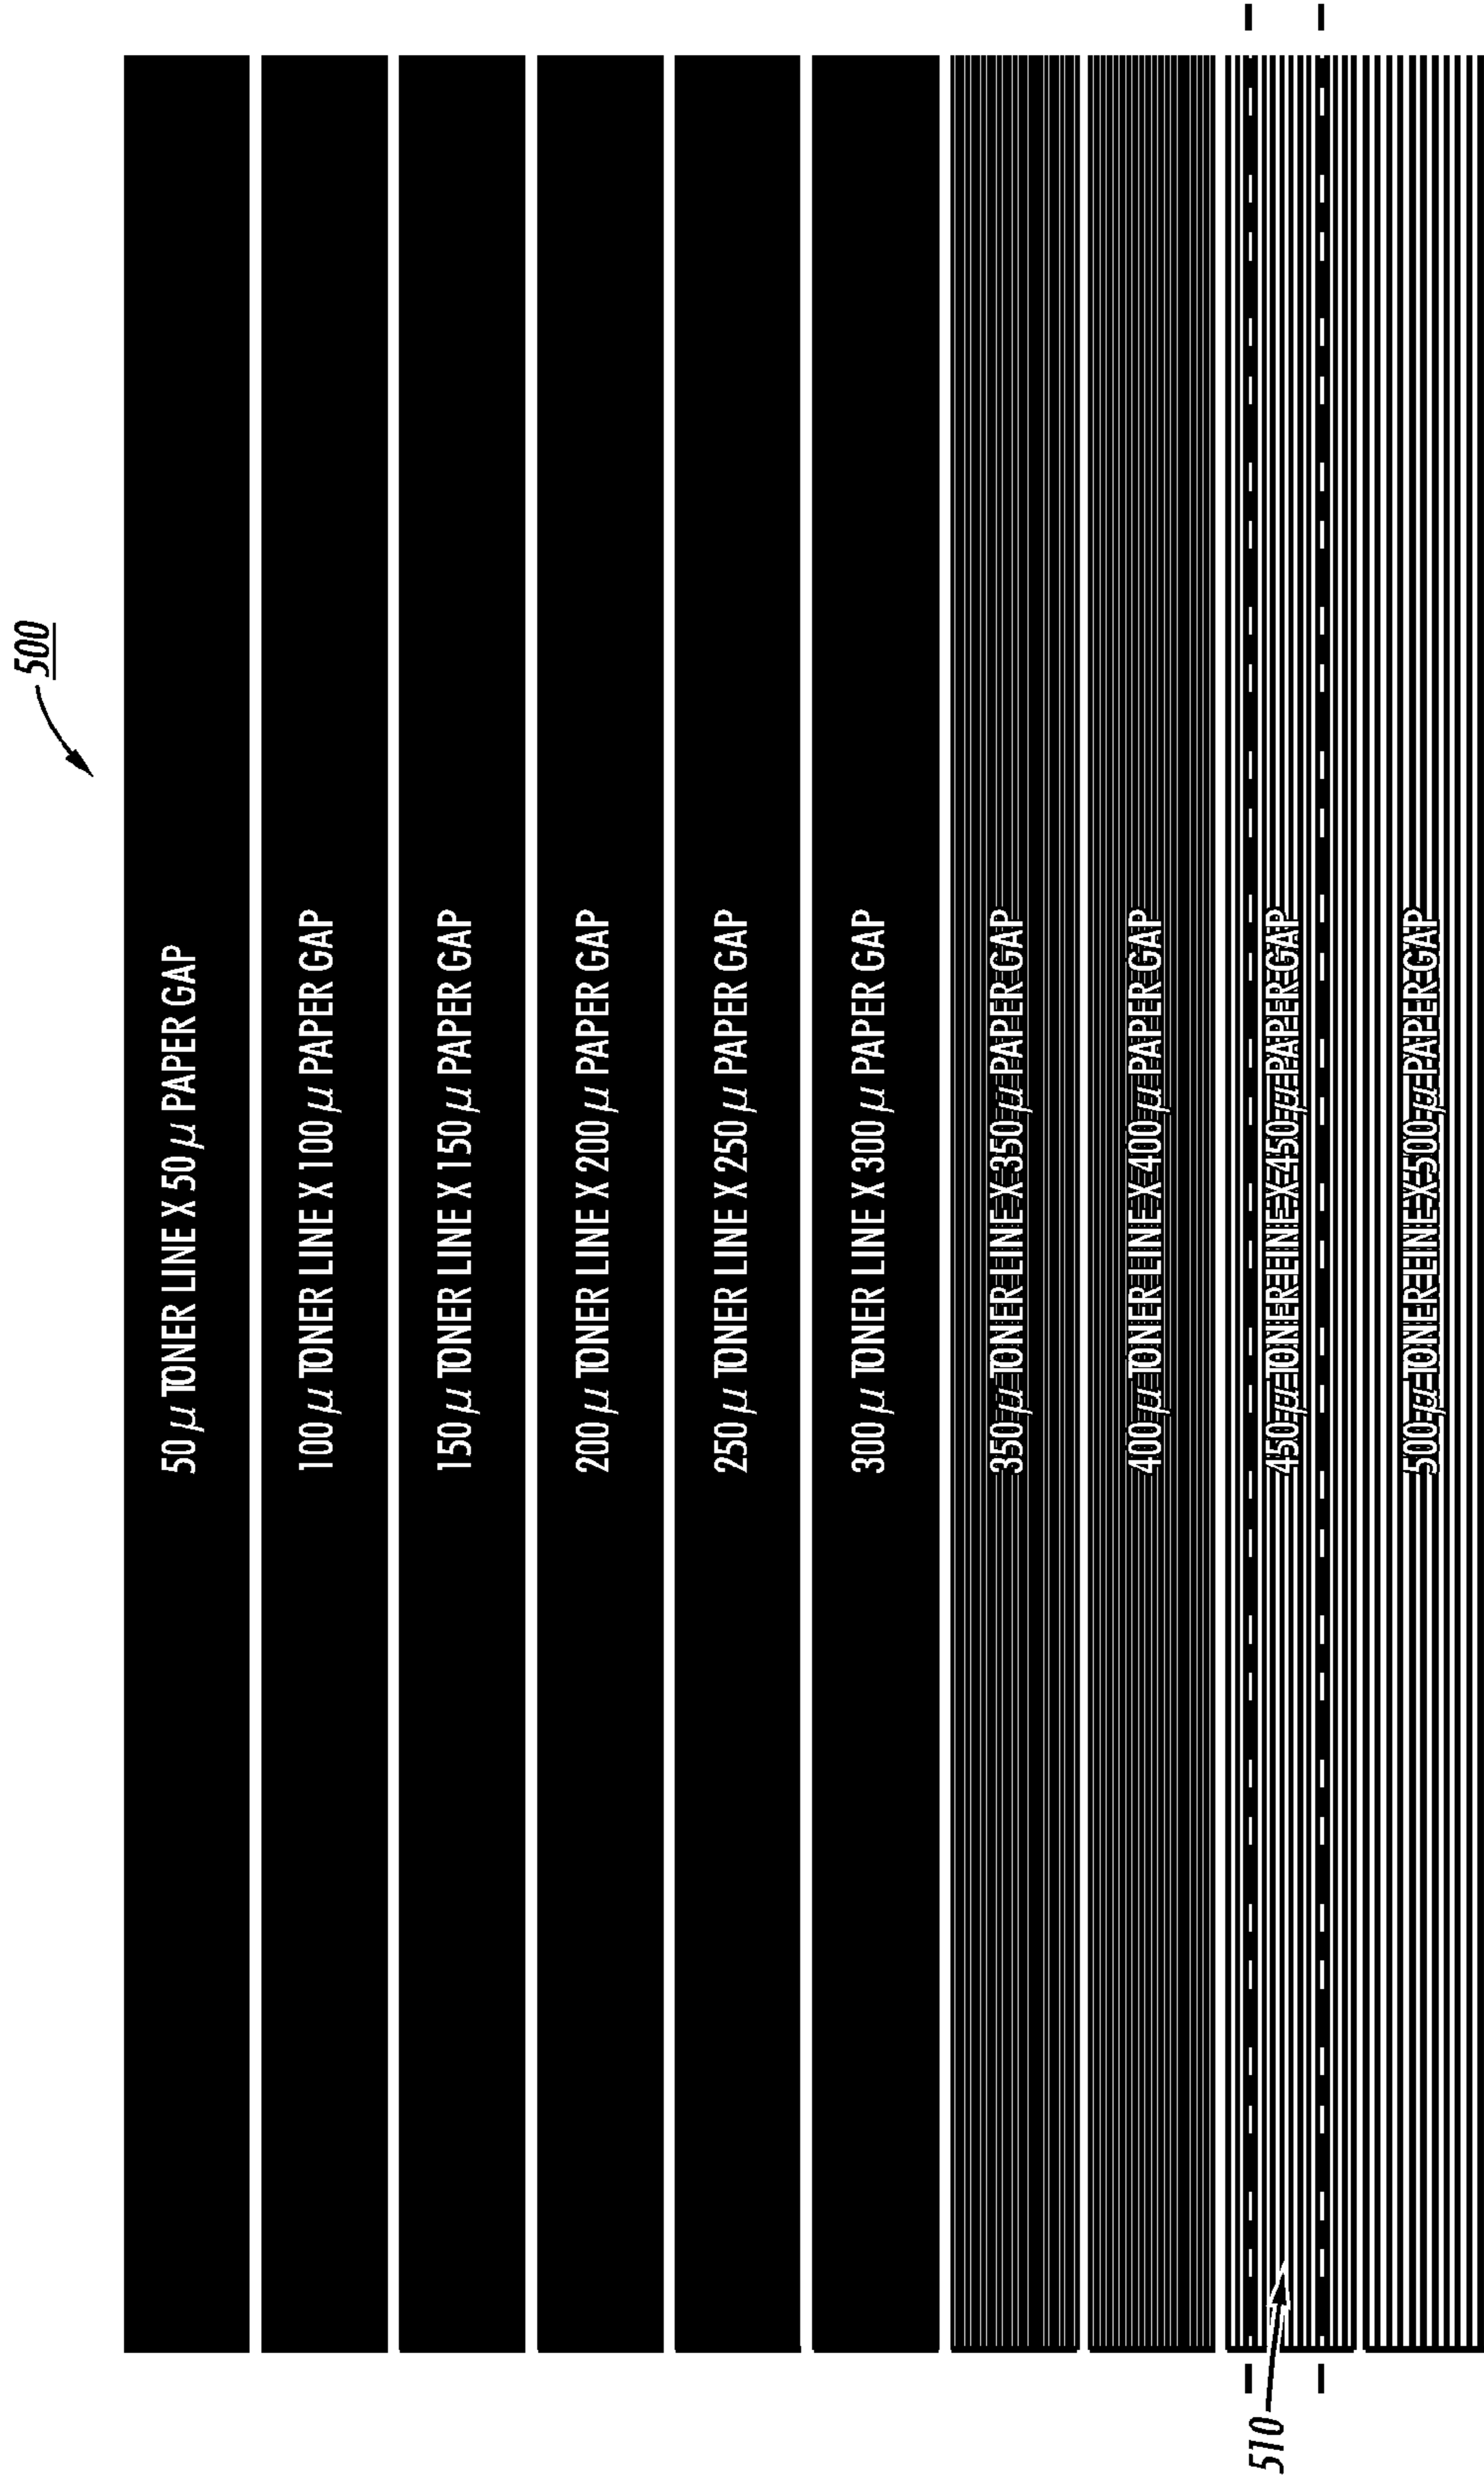 500
50 μ TONER LINE X 50 μ PAPER GAP
100 μ TONER LINE X 100 μ PAPER GAP
150 μ TONER LINE X 150 μ PAPER GAP
200 μ TONER LINE X 200 μ PAPER GAP
250 μ TONER LINE X 250 μ PAPER GAP
300 μ TONER LINE X 300 μ PAPER GAP
350 μ TONER LINE X 350 μ PAPER GAP
400 μ TONER LINE X 400 μ PAPER GAP
450 μ TONER LINE X 450 μ PAPER GAP
500 μ TONER LINE X 500 μ PAPER GAP
510